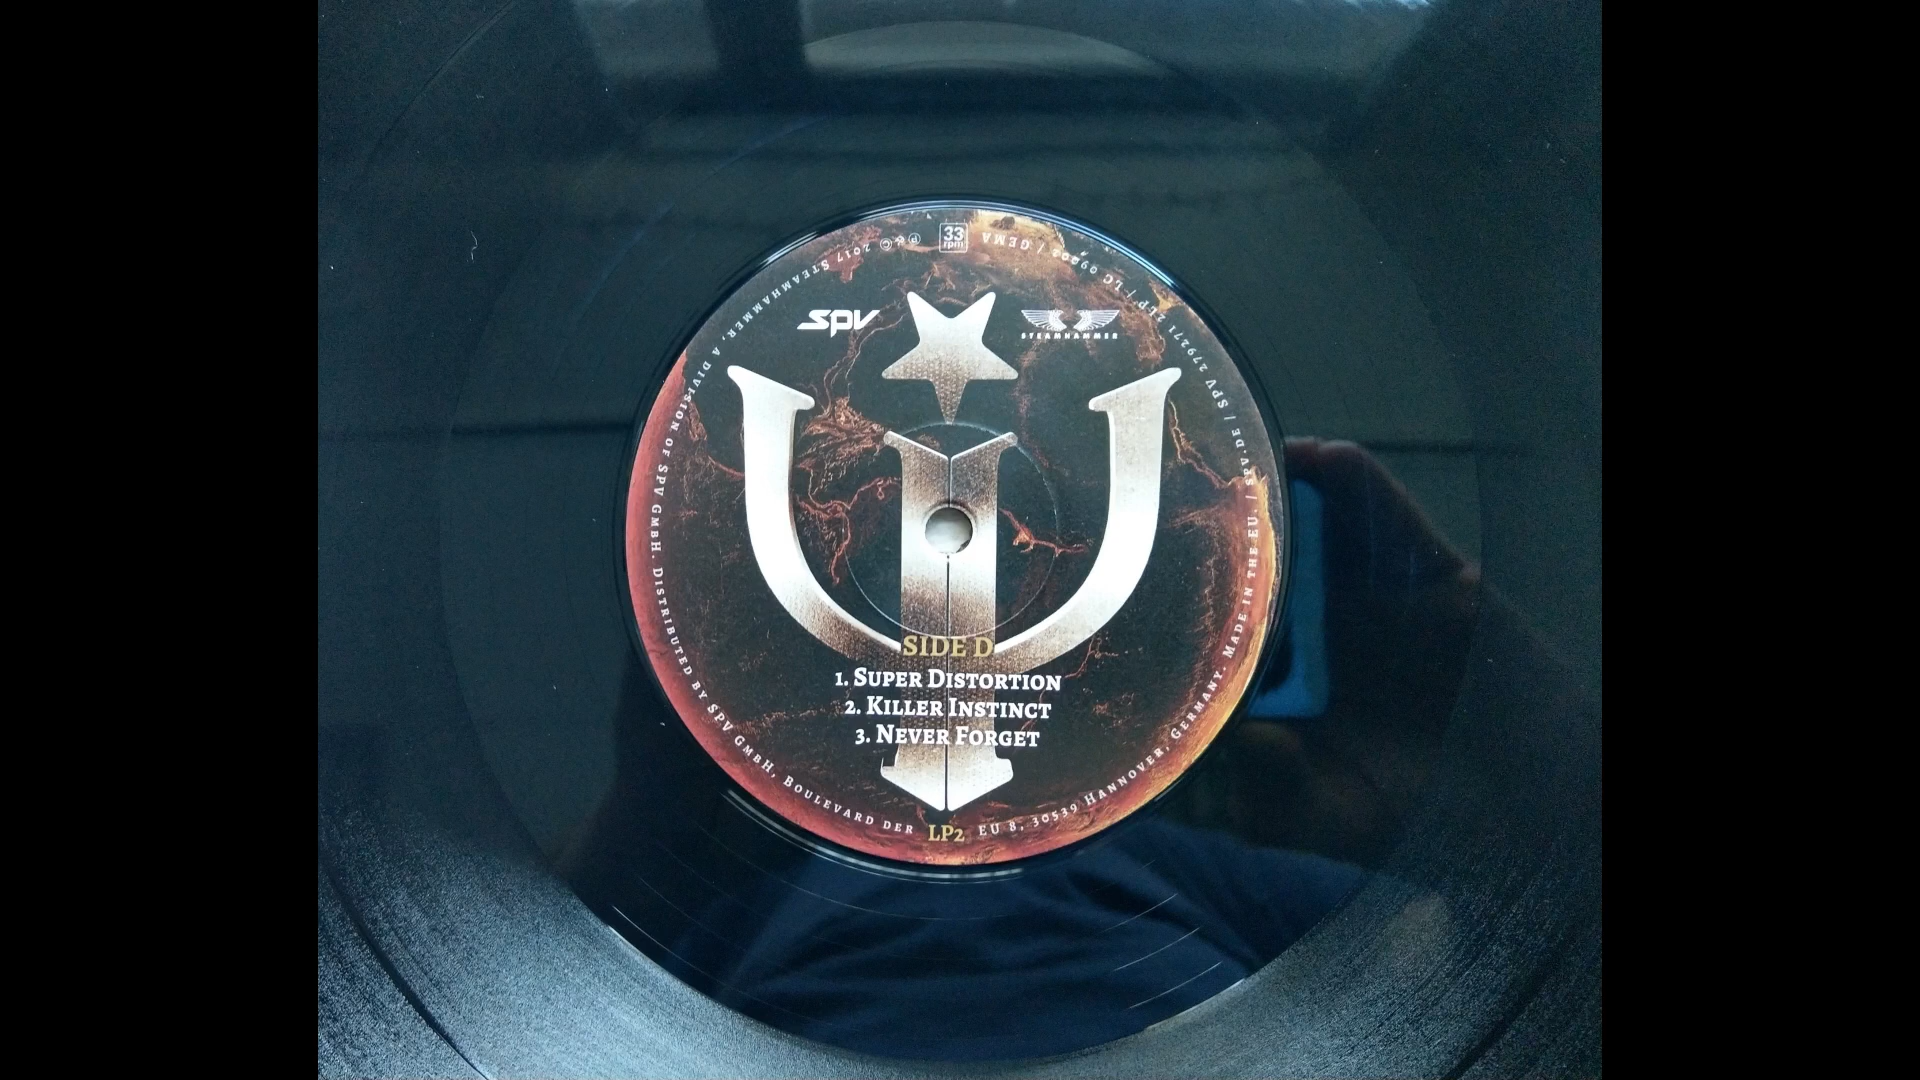 33
rpm
SPV
STEAMHAMMER
SIDE D
1. SUPER DISTORTION
2. KILLER INSTINCT
3. NEVER FORGET
LP2
℗ & © 2017 STEAMHAMMER, A DIVISION OF SPV GMBH. DISTRIBUTED BY SPV GMBH, BOULEVARD DER EU 8, 30539 HANNOVER, GERMANY. MADE IN THE EU. / SPV.DE / SPV 279271 2LP / LC 09202 / GEMA